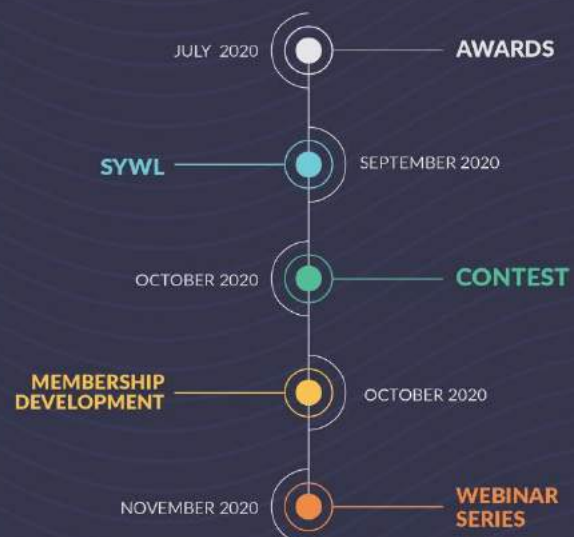 JULY 2020
AWARDS
SYWL
SEPTEMBER 2020
OCTOBER 2020
CONTEST
MEMBERSHIP
DEVELOPMENT
OCTOBER 2020
NOVEMBER 2020
WEBINAR
SERIES